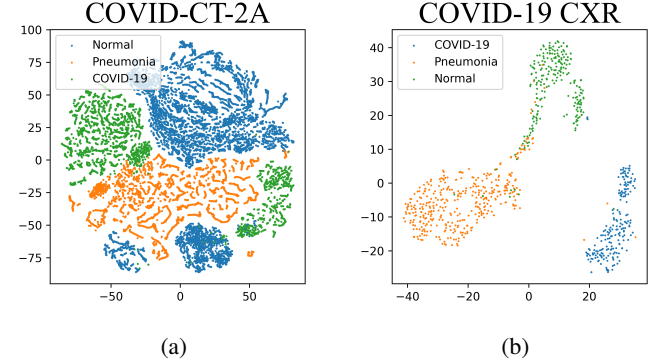 COVID-CT-2A
COVID-19 CXR
100
75
50
25
0
−25
−50
−75
−50
0
50
Normal
Pneumonia
COVID-19
40
30
20
10
0
−10
−20
−40
−20
0
20
COVID-19
Pneumonia
Normal
(a)
(b)